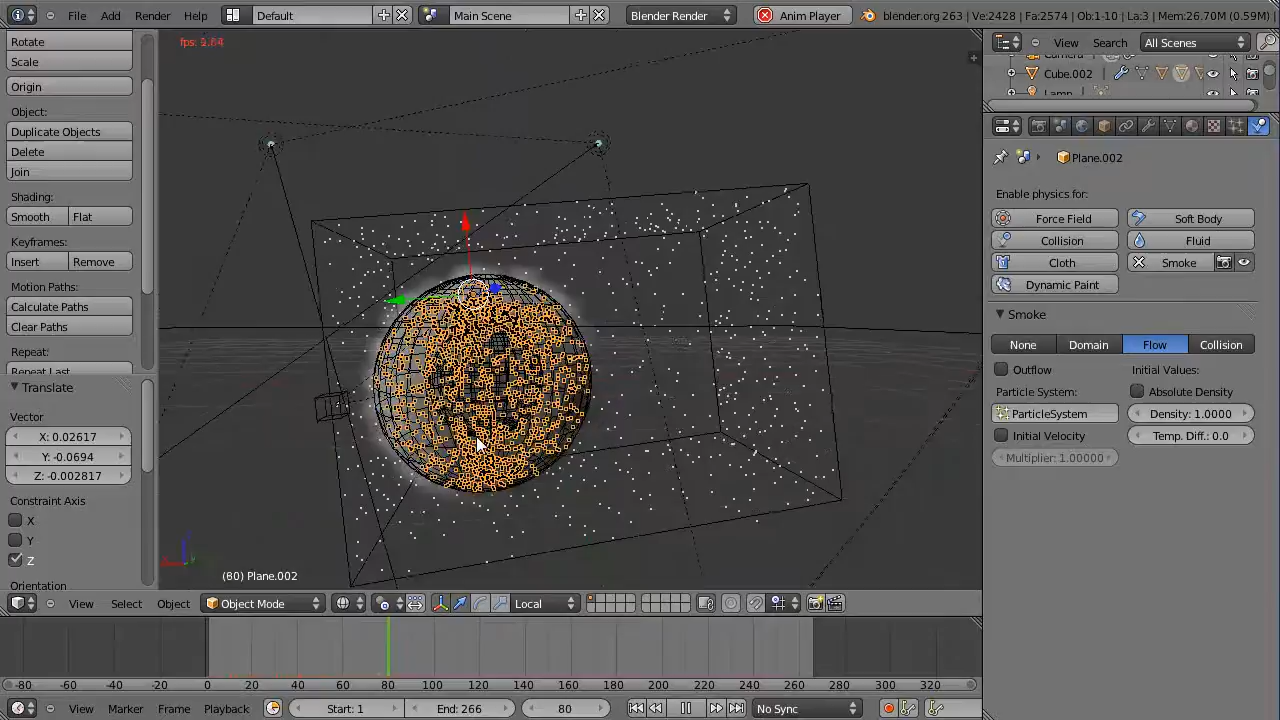 File Add Render Help Default Main Scene Blender Render Anim Player blender.org 263 | Ve:2428 | Fa:2574 | Ob:1-10 | La:3 | Mem:26.70M (0.59M)
Rotate
Scale
Origin
Object:
Duplicate Objects
Delete
Join
Shading:
Smooth Flat
Keyframes:
Insert Remove
Motion Paths:
Calculate Paths
Clear Paths
Repeat:
Repeat Last
Translate
Vector
X: 0.02617
Y: -0.0694
Z: -0.002817
Constraint Axis
X
Y
Z
Orientation
(80) Plane.002
View Select Object Object Mode Local
-80 -60 -40 -20 0 20 40 60 80 100 120 140 160 180 200 220 240 260 280 300 320
View Marker Frame Playback Start: 1 End: 266 80 No Sync
View Search All Scenes
Camera
Cube.002
Lamp
Plane.002
Enable physics for:
Force Field Soft Body
Collision Fluid
Cloth Smoke
Dynamic Paint
Smoke
None Domain Flow Collision
Outflow Initial Values:
Particle System: Absolute Density
ParticleSystem Density: 1.0000
Initial Velocity Temp. Diff.: 0.0
Multiplier: 1.00000